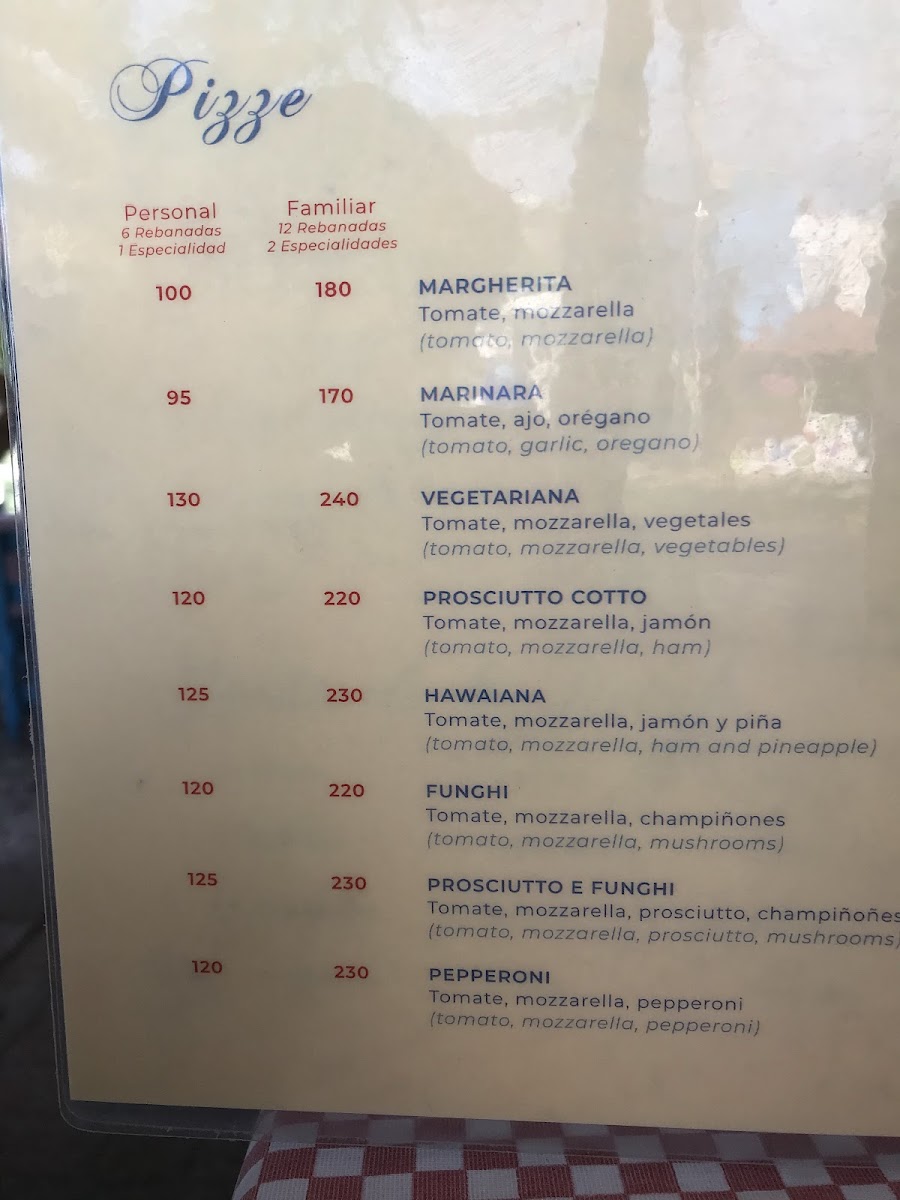 Pizze
Personal
6 Rebanadas
1 Especialidad
Familiar
12 Rebanadas
2 Especialidades
100 180 MARGHERITA
Tomate, mozzarella
(tomato, mozzarella)
95 170 MARINARA
Tomate, ajo, orégano
(tomato, garlic, oregano)
130 240 VEGETARIANA
Tomate, mozzarella, vegetales
(tomato, mozzarella, vegetables)
120 220 PROSCIUTTO COTTO
Tomate, mozzarella, jamón
(tomato, mozzarella, ham)
125 230 HAWAIANA
Tomate, mozzarella, jamón y piña
(tomato, mozzarella, ham and pineapple)
120 220 FUNGHI
Tomate, mozzarella, champiñones
(tomato, mozzarella, mushrooms)
125 230 PROSCIUTTO E FUNGHI
Tomate, mozzarella, prosciutto, champiñoñes
(tomato, mozzarella, prosciutto, mushrooms)
120 230 PEPPERONI
Tomate, mozzarella, pepperoni
(tomato, mozzarella, pepperoni)